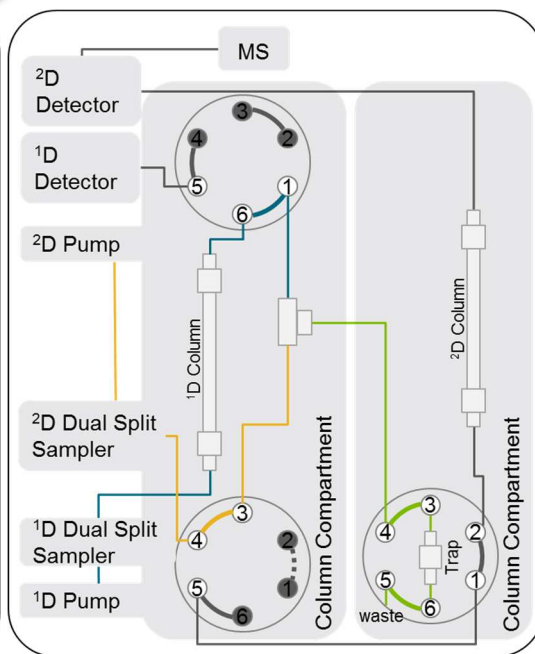 MS
²D
Detector
¹D
Detector
²D Pump
²D Dual Split
Sampler
¹D Dual Split
Sampler
¹D Pump
3
4
2
5
1
6
¹D Column
3
4
2
5
1
6
Column Compartment
²D Column
3
4
2
Trap
5
1
waste
6
Column Compartment